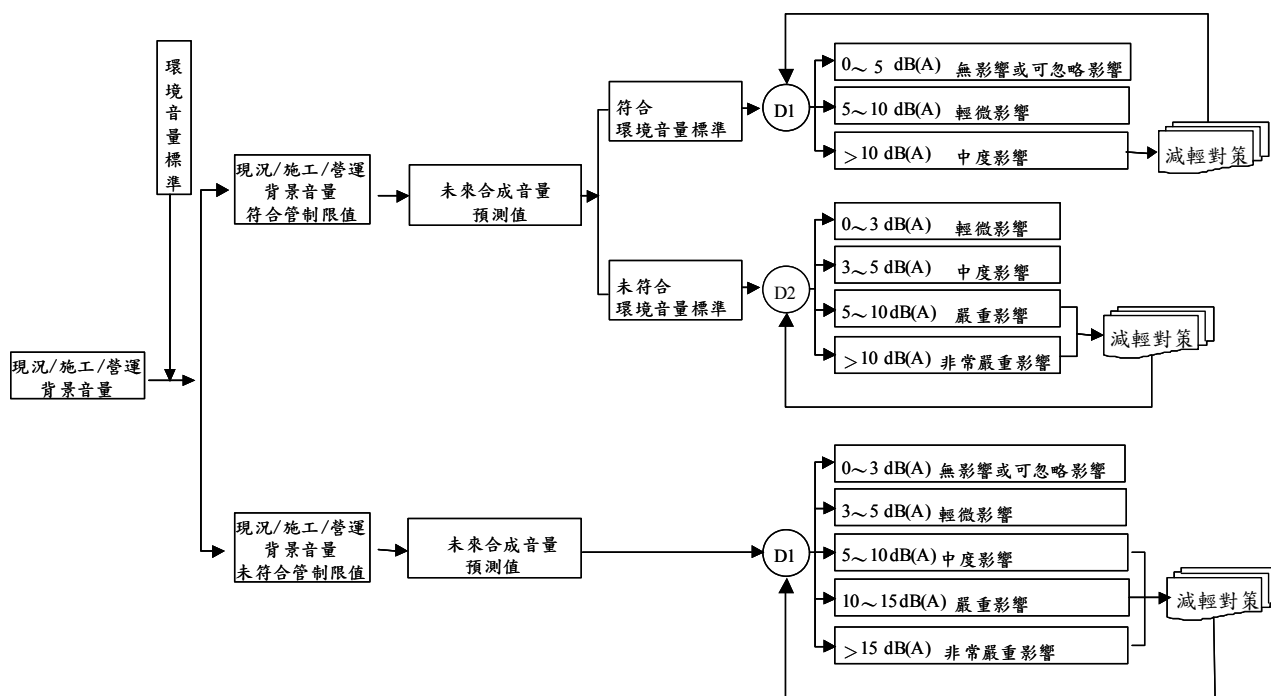 環境音量標準
現況/施工/營運
背景音量
現況/施工/營運
背景音量
符合管制限值
未來合成音量
預測值
符合
環境音量標準
D1
0～5 dB(A) 無影響或可忽略影響
5～10 dB(A) 輕微影響
>10 dB(A) 中度影響
減輕對策
未符合
環境音量標準
D2
0～3 dB(A) 輕微影響
3～5 dB(A) 中度影響
5～10dB(A) 嚴重影響
>10 dB(A) 非常嚴重影響
減輕對策
現況/施工/營運
背景音量
未符合管制限值
未來合成音量
預測值
D1
0～3 dB(A) 無影響或可忽略影響
3～5 dB(A) 輕微影響
5～10dB(A) 中度影響
10～15dB(A) 嚴重影響
>15 dB(A) 非常嚴重影響
減輕對策